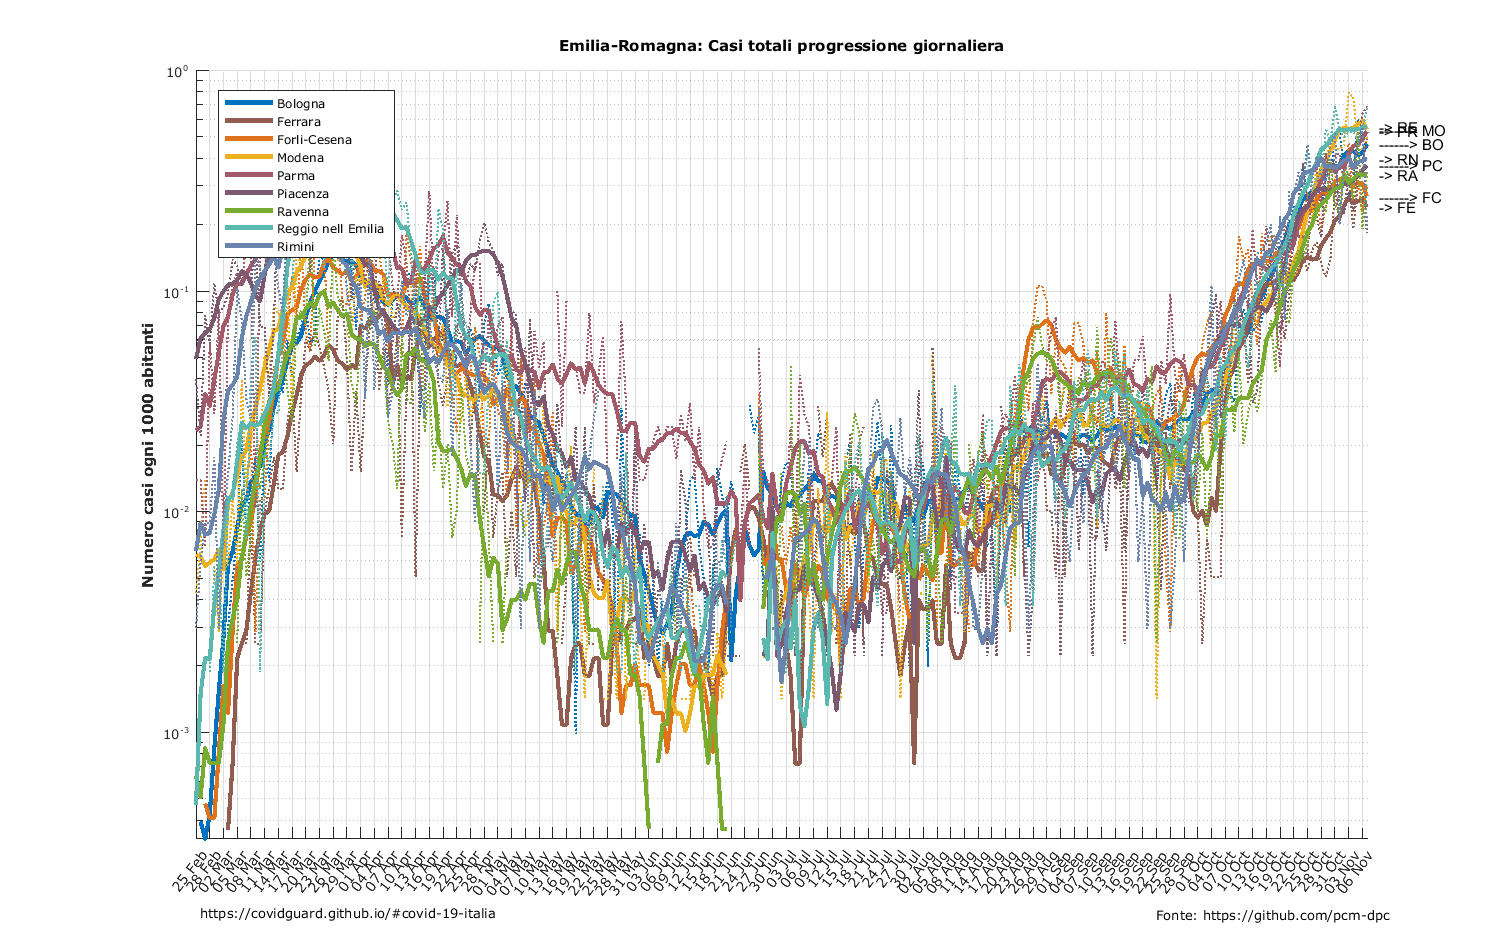 Emilia-Romagna: Casi totali progressione giornaliera
Numero casi ogni 1000 abitanti
10⁰
10⁻¹
10⁻²
10⁻³
Bologna
Ferrara
Forlì-Cesena
Modena
Parma
Piacenza
Ravenna
Reggio nell Emilia
Rimini
-> RE
-> PR
------> MO
------> BO
-> RN
------> PC
-> RA
------> FC
-> FE
25 Feb
28 Feb
02 Mar
05 Mar
08 Mar
11 Mar
14 Mar
17 Mar
20 Mar
23 Mar
26 Mar
29 Mar
01 Apr
04 Apr
07 Apr
10 Apr
13 Apr
16 Apr
19 Apr
22 Apr
25 Apr
28 Apr
01 May
04 May
07 May
10 May
13 May
16 May
19 May
22 May
25 May
28 May
31 May
03 Jun
06 Jun
09 Jun
12 Jun
15 Jun
18 Jun
21 Jun
24 Jun
27 Jun
30 Jun
03 Jul
06 Jul
09 Jul
12 Jul
15 Jul
18 Jul
21 Jul
24 Jul
27 Jul
30 Jul
02 Aug
05 Aug
08 Aug
11 Aug
14 Aug
17 Aug
20 Aug
23 Aug
26 Aug
29 Aug
01 Sep
04 Sep
07 Sep
10 Sep
13 Sep
16 Sep
19 Sep
22 Sep
25 Sep
28 Sep
01 Oct
04 Oct
07 Oct
10 Oct
13 Oct
16 Oct
19 Oct
22 Oct
25 Oct
28 Oct
31 Oct
03 Nov
06 Nov
https://covidguard.github.io/#covid-19-italia
Fonte: https://github.com/pcm-dpc